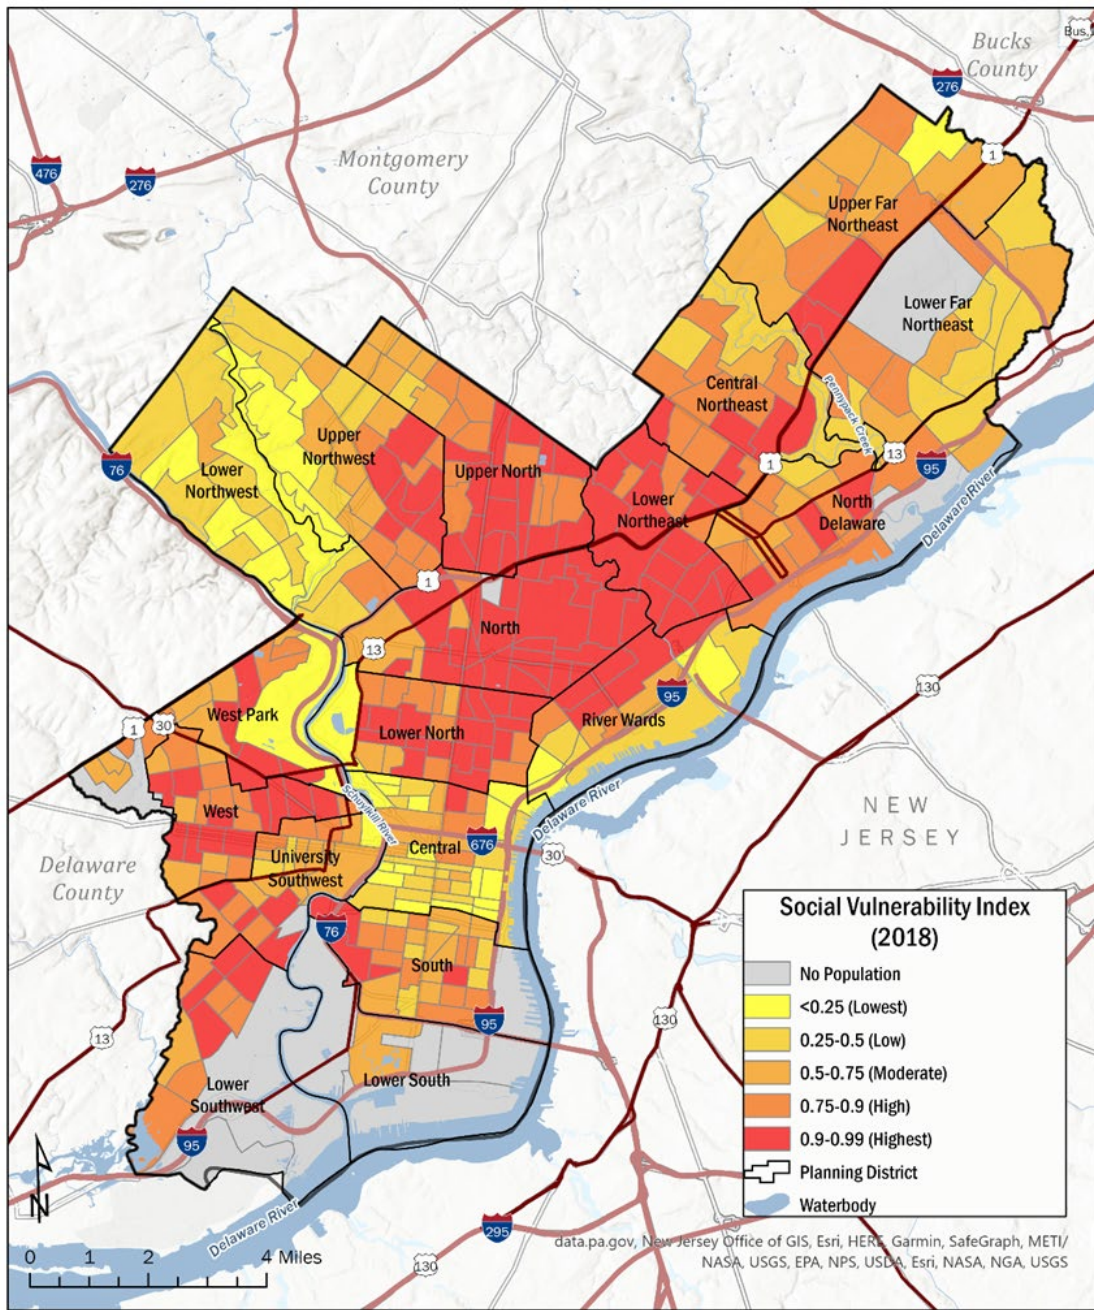 Bus.
Bucks
County
276
1
476
276
Montgomery
County
Upper Far
Northeast
Lower Far
Northeast
Central
Northeast
Pennypack Creek
Upper
Northwest
Lower
Northwest
76
Upper North
Lower
Northeast
1
13
95
North
Delaware
Delaware River
1
North
13
95
130
West Park
Lower North
River Wards
1
30
West
Schuylkill River
Central
676
Delaware River
30
NEW
JERSEY
Delaware
County
University
Southwest
76
South
95
130
13
Lower South
Lower
Southwest
95
N
Delaware River
295
130
Social Vulnerability Index
(2018)
No Population
<0.25 (Lowest)
0.25-0.5 (Low)
0.5-0.75 (Moderate)
0.75-0.9 (High)
0.9-0.99 (Highest)
Planning District
Waterbody
0 1 2 4 Miles
data.pa.gov, New Jersey Office of GIS, Esri, HERE, Garmin, SafeGraph, METI/
NASA, USGS, EPA, NPS, USDA, Esri, NASA, NGA, USGS